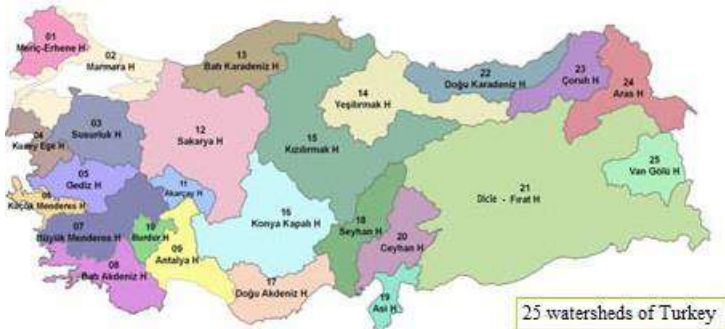 01
Meriç-Erhene H
02
Marmara H
13
Batı Karadeniz H
22
Doğu Karadeniz H
23
Çoruh H
24
Aras H
14
Yeşilırmak H
03
Susurluk H
04
Kuzey Ege H
12
Sakarya H
15
Kızılırmak H
25
Van Gölü H
05
Gediz H
11
Akarçay H
21
Dicle - Fırat H
06
Küçük Menderes H
16
Konya Kapalı H
07
Büyük Menderes H
10
Burdur H
18
Seyhan H
20
Ceyhan H
09
Antalya H
08
Batı Akdeniz H
17
Doğu Akdeniz H
19
Asi H
25 watersheds of Turkey